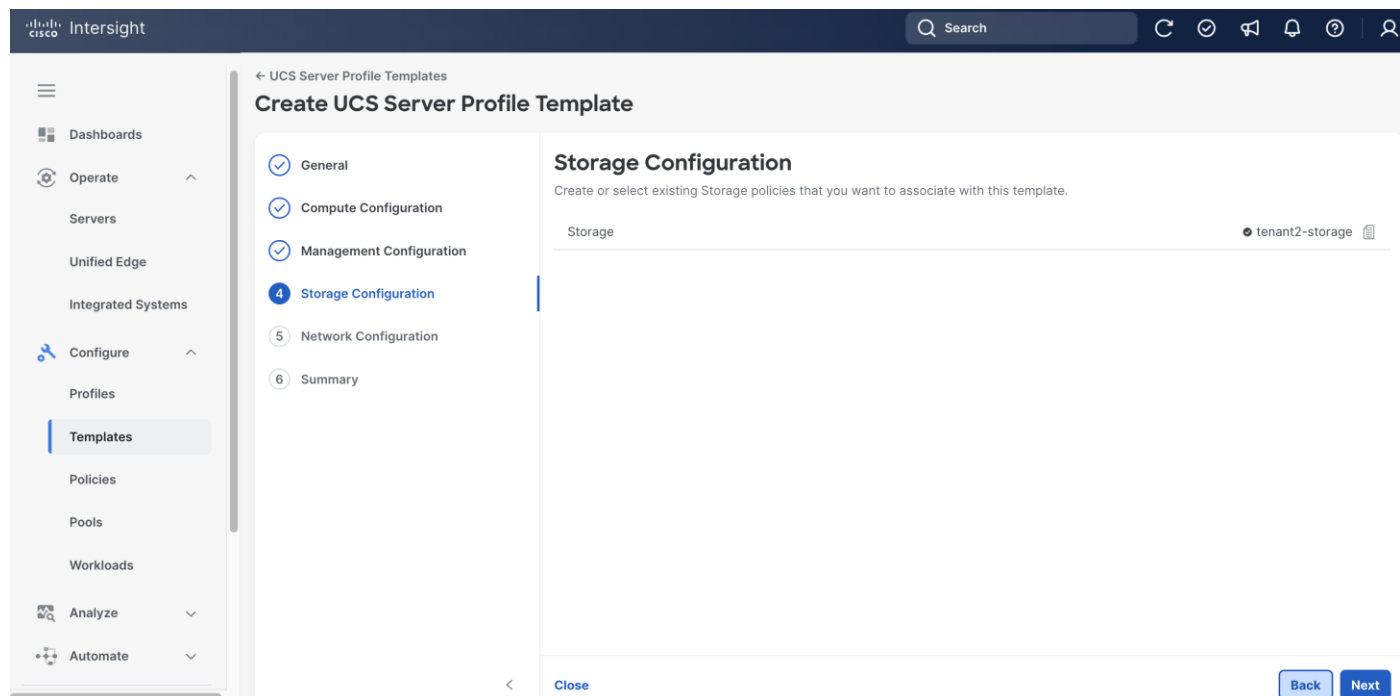 cisco Intersight
Search
Dashboards
Operate
Servers
Unified Edge
Integrated Systems
Configure
Profiles
Templates
Policies
Pools
Workloads
Analyze
Automate
← UCS Server Profile Templates
Create UCS Server Profile Template
General
Compute Configuration
Management Configuration
4 Storage Configuration
5 Network Configuration
6 Summary
Storage Configuration
Create or select existing Storage policies that you want to associate with this template.
Storage tenant2-storage
Close Back Next